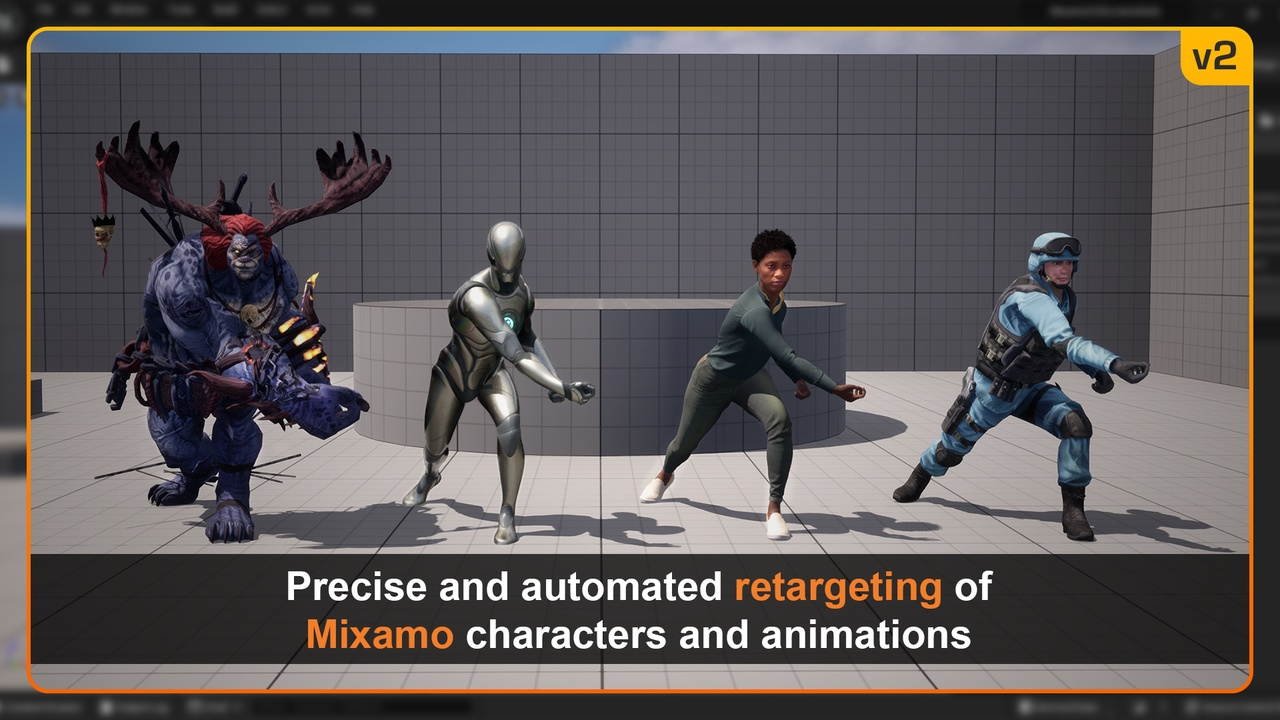 v2
Precise and automated retargeting of
Mixamo characters and animations